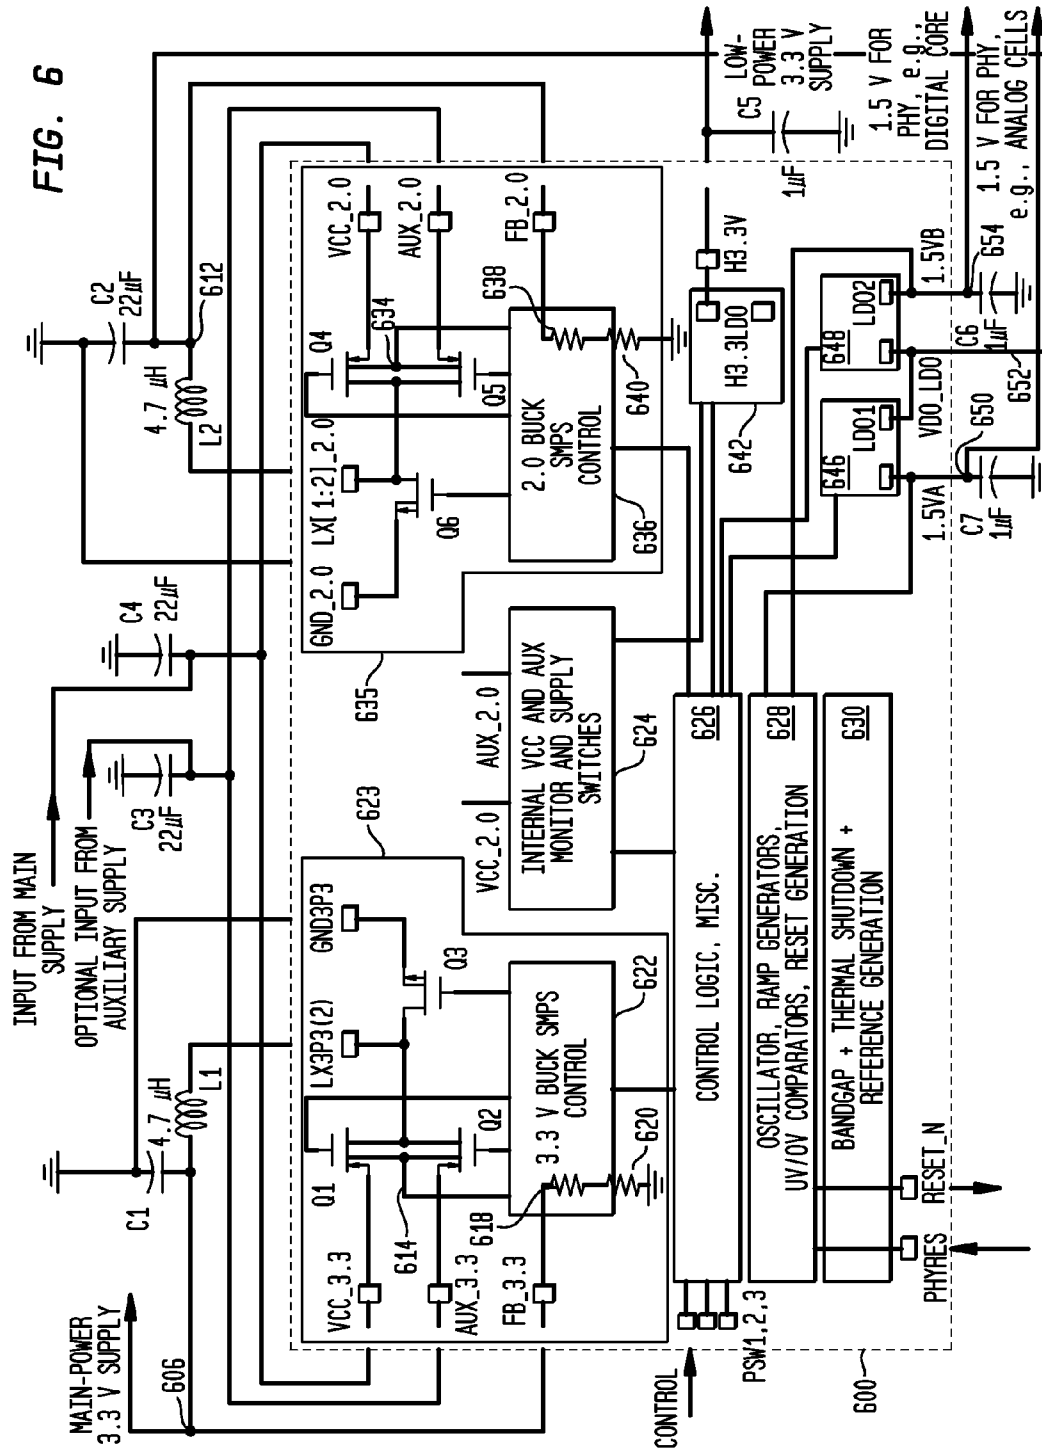 FIG. 6
MAIN-POWER
3.3 V SUPPLY
606
C1
4.7 µH
L1
INPUT FROM MAIN
SUPPLY
OPTIONAL INPUT FROM
AUXILIARY SUPPLY
C3
22µF
C4
22µF
C2
22µF
4.7 µH
L2
612
VCC_3.3
AUX_3.3
FB_3.3
Q1
614
Q2
LX3P3(2)
GND3P3
Q3
623
618
620
3.3 V BUCK SMPS
CONTROL
622
VCC_2.0
AUX_2.0
INTERNAL VCC AND AUX
MONITOR AND SUPPLY
SWITCHES
624
635
GND_2.0
LX[1:2]_2.0
Q6
Q4
634
Q5
VCC_2.0
AUX_2.0
FB_2.0
2.0 BUCK
SMPS
CONTROL
636
638
640
CONTROL
PSW1,2,3
CONTROL LOGIC, MISC.
626
OSCILLATOR, RAMP GENERATORS,
UV/OV COMPARATORS, RESET GENERATION
628
BANDGAP + THERMAL SHUTDOWN +
REFERENCE GENERATION
630
600
PHYRES
RESET_N
642
H3.3LDO
H3.3V
646
LDO1
648
LDO2
VDO_LDO
1.5VA
1.5VB
C7
1µF
650
652
C6
1µF
654
C5
1µF
LOW-
POWER
3.3 V
SUPPLY
1.5 V FOR
PHY, e.g.,
DIGITAL CORE
1.5 V FOR PHY,
e.g., ANALOG CELLS